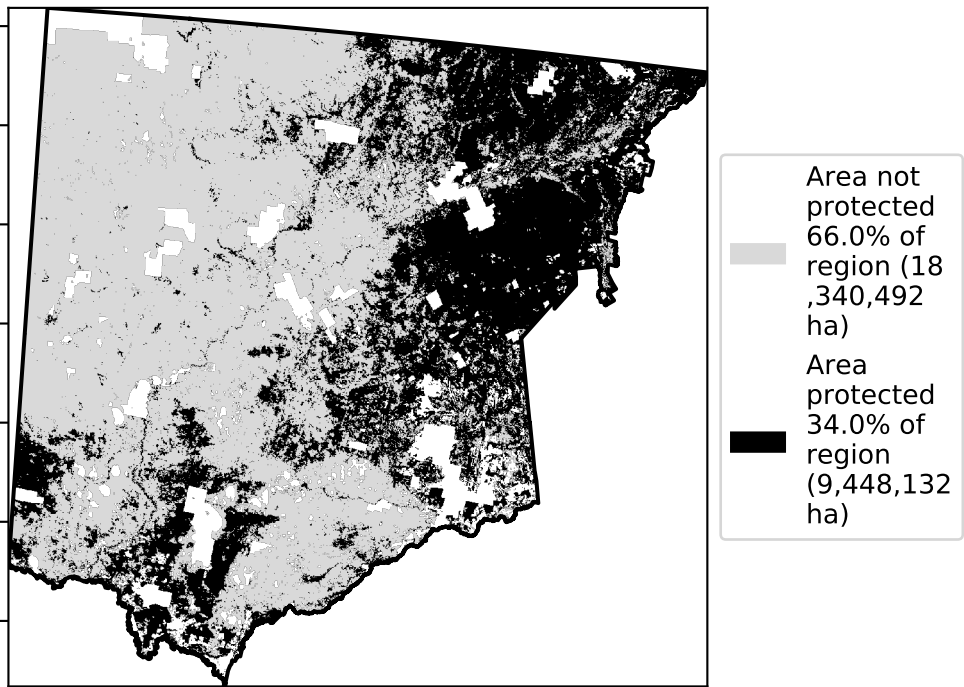 Area not
protected
66.0% of
region (18
,340,492
ha)
Area
protected
34.0% of
region
(9,448,132
ha)